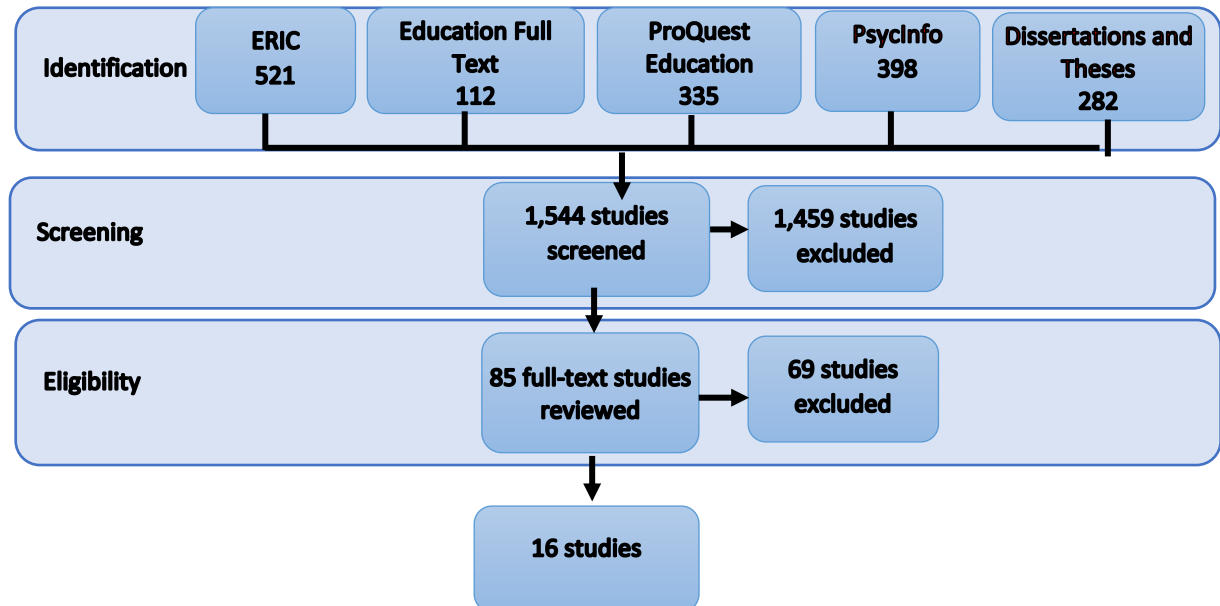 Identification
ERIC
521
Education Full
Text
112
ProQuest
Education
335
PsycInfo
398
Dissertations and
Theses
282
Screening
1,544 studies
screened
1,459 studies
excluded
Eligibility
85 full-text studies
reviewed
69 studies
excluded
16 studies